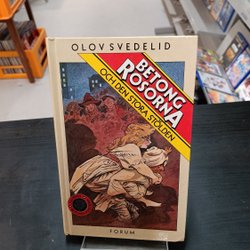 OLOV SVEDELID
BETONG
ROSORNA
OCH DEN STORA STÖLDEN
FORUM